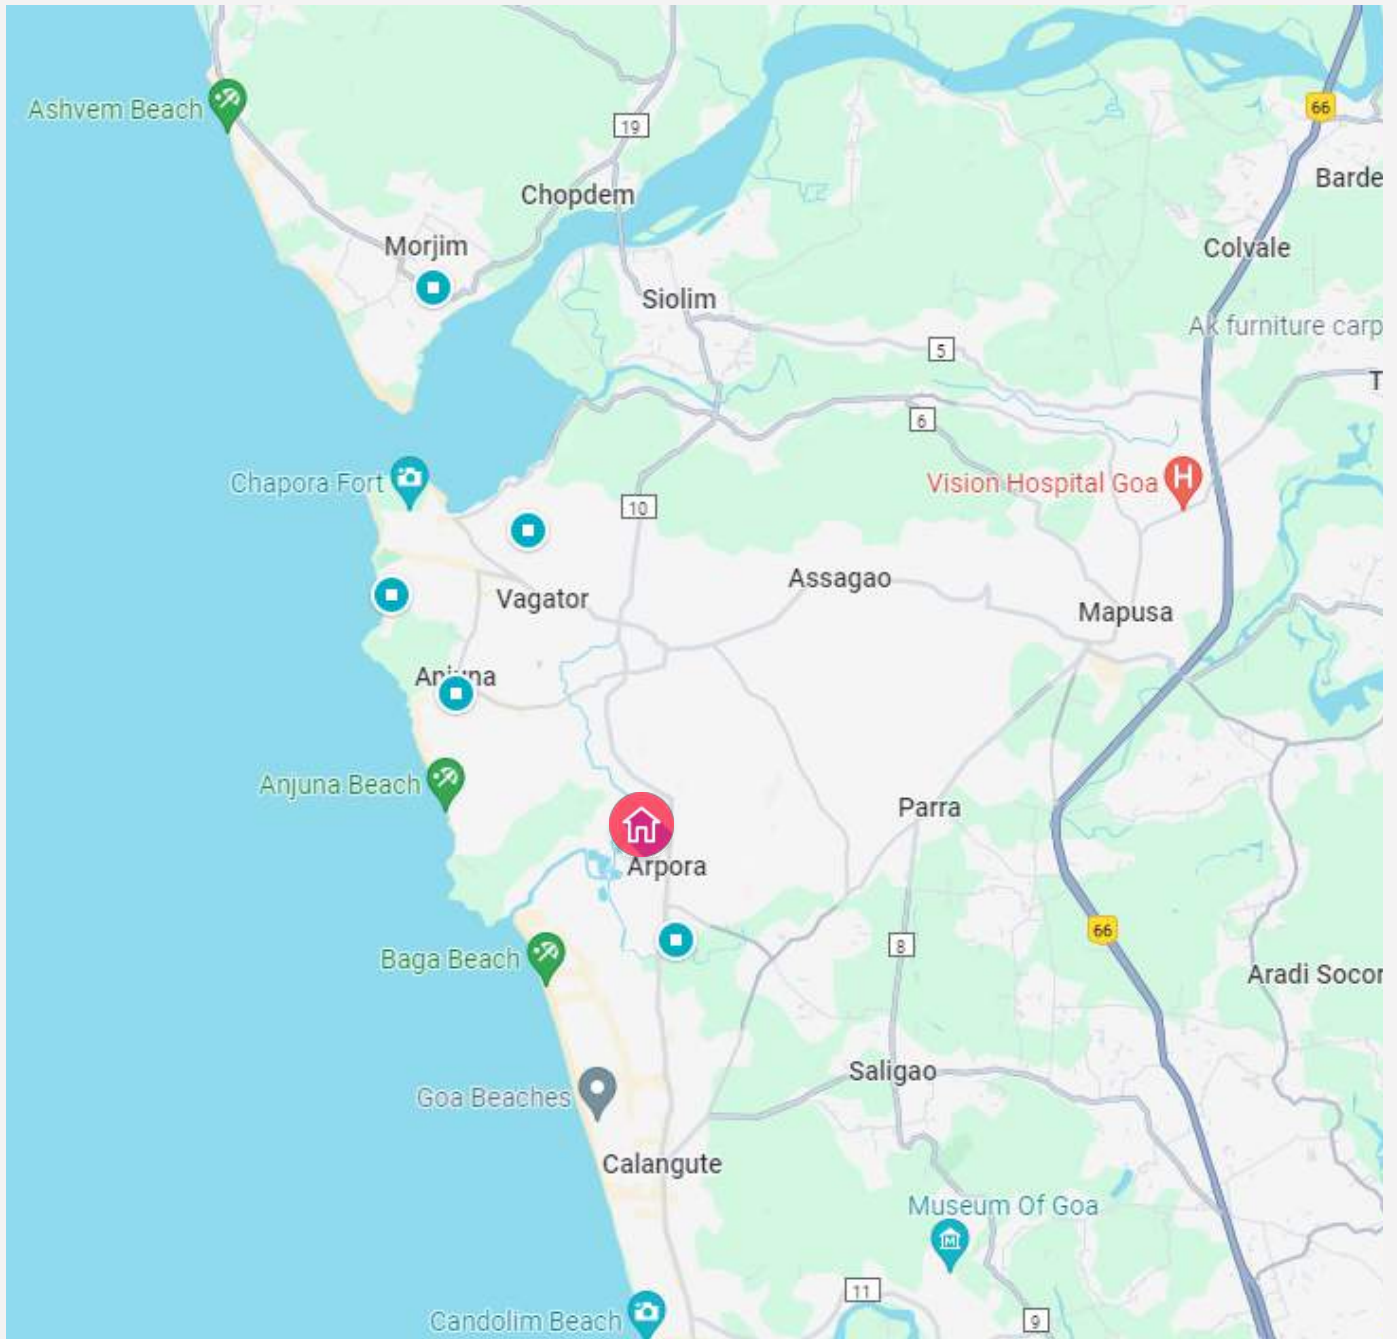 66
Ashvem Beach
19
Barde
Chopdem
Morjim
Colvale
Siolim
Ak furniture carp
5
T
6
Chapora Fort
Vision Hospital Goa
H
10
Assagao
Vagator
Mapusa
Anjuna
Anjuna Beach
Parra
Arpora
66
8
Baga Beach
Aradi Socor
Saligao
Goa Beaches
Calangute
Museum Of Goa
M
11
Candolim Beach
9